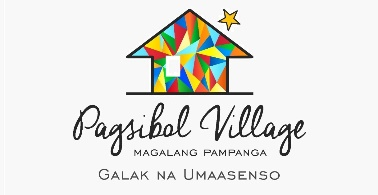 Pagsibol Village
MAGALANG PAMPANGA
GALAK NA UMAASENSO